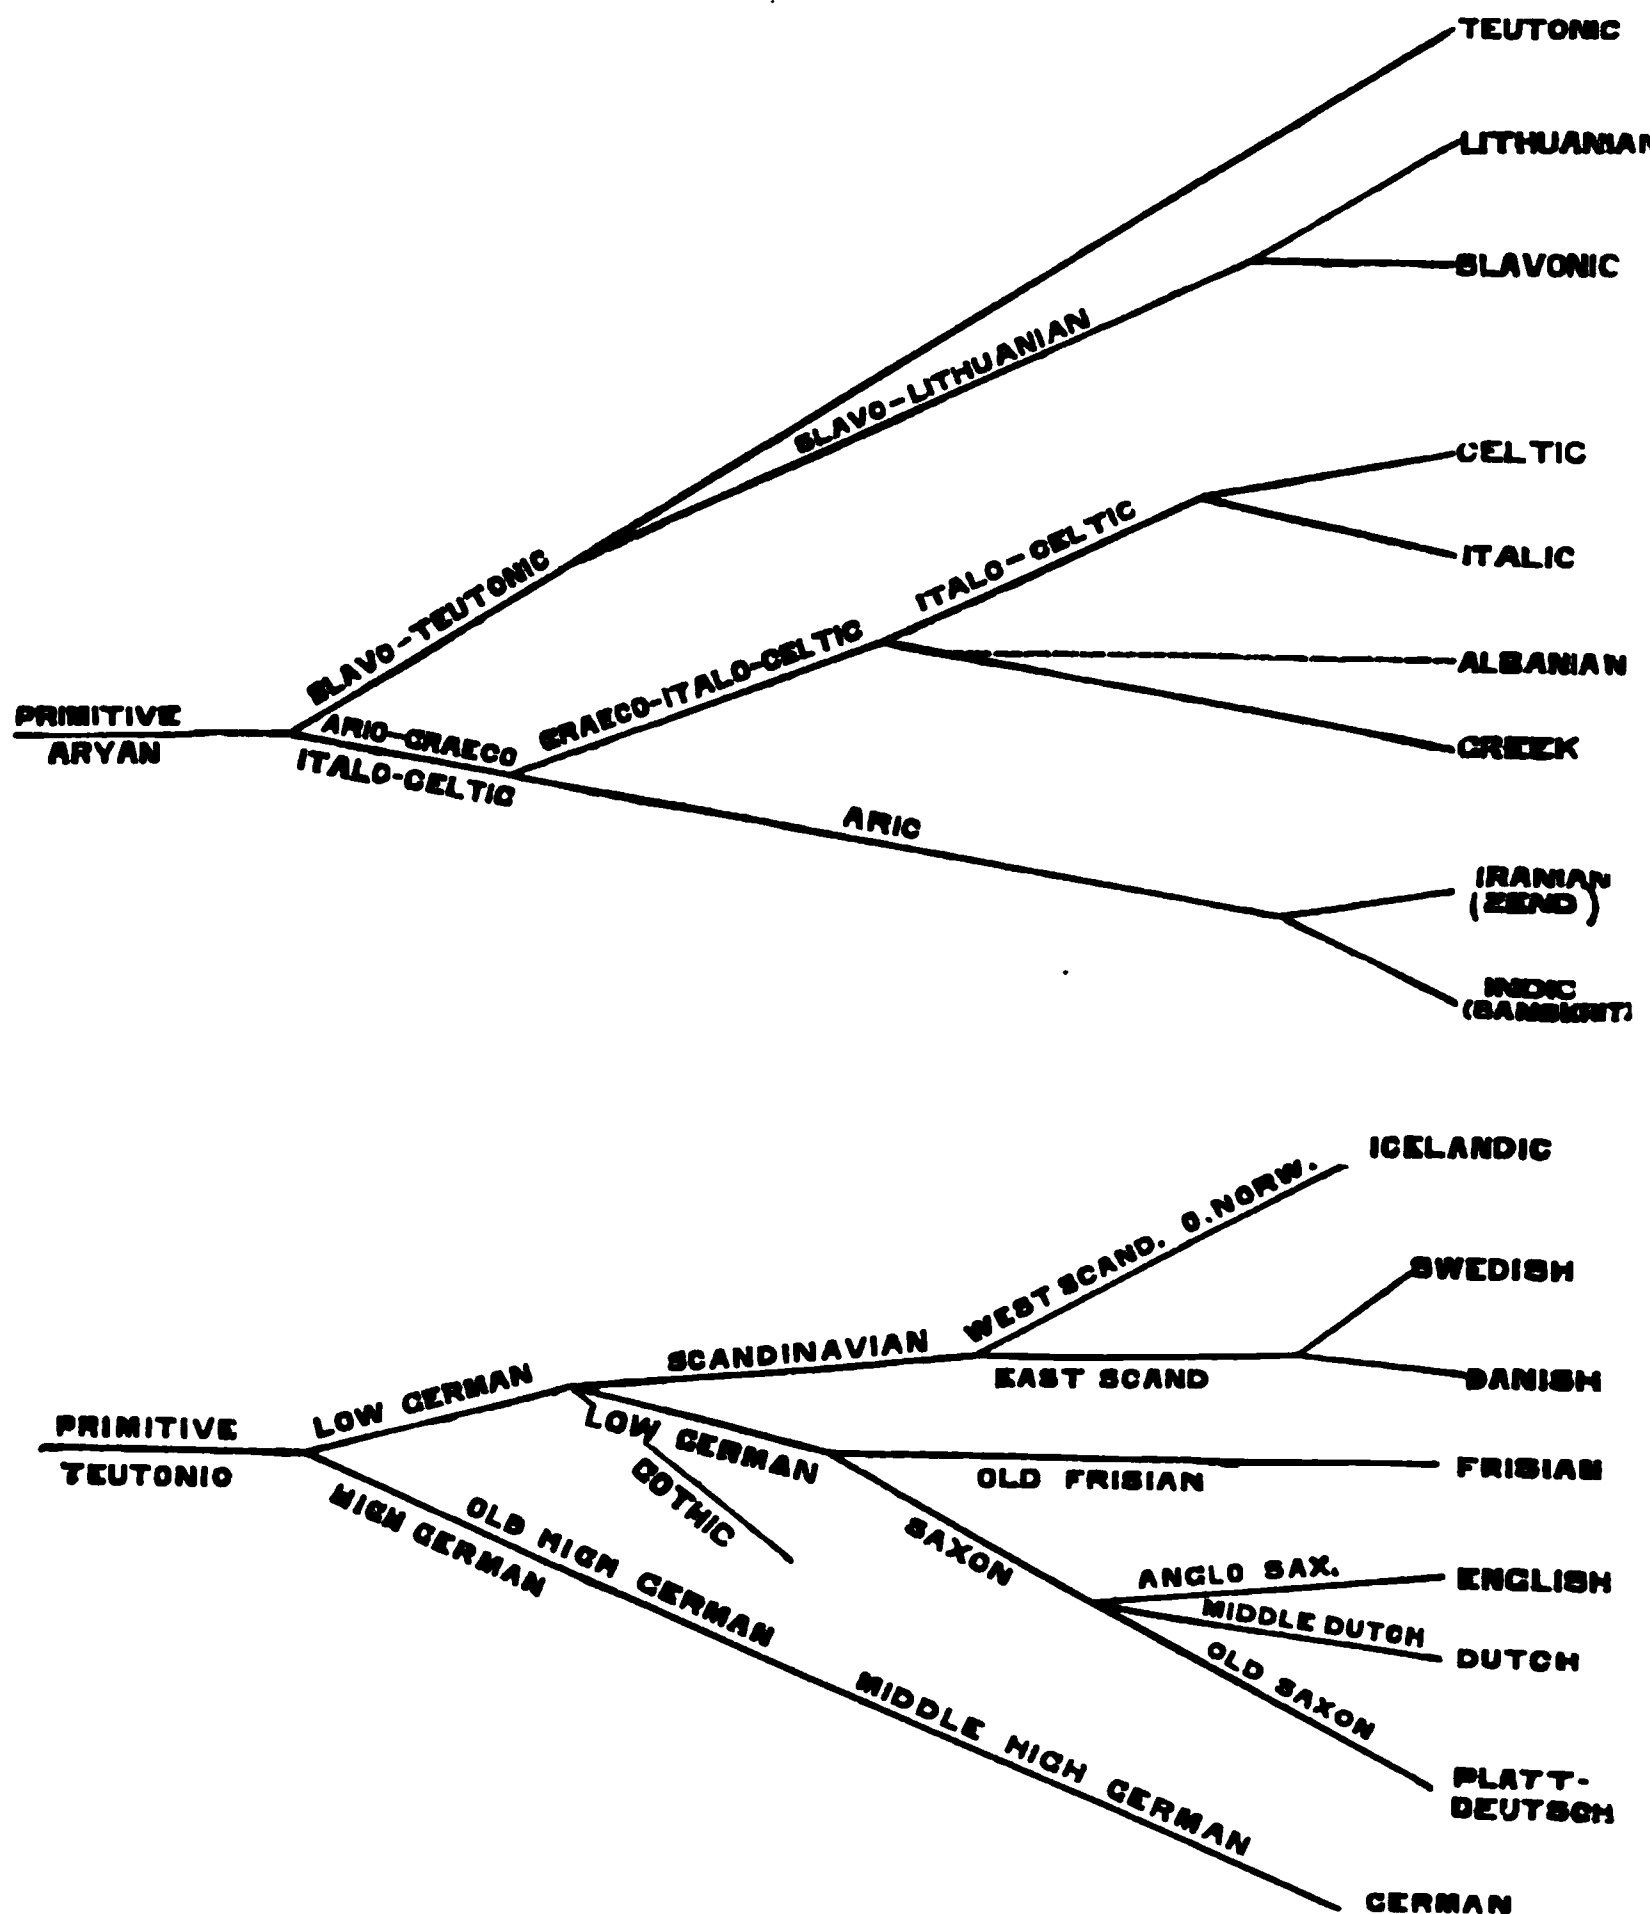 TEUTONIC
LITHUANIAN
SLAVONIC
SLAVO-LITHUANIAN
CELTIC
ITALO-CELTIC
ITALIC
SLAVO-TEUTONIC
GRAECO-ITALO-CELTIC
ALBANIAN
PRIMITIVE
ARYAN
ARIO-GRAECO
ITALO-CELTIC
GREEK
ARIC
IRANIAN
(ZEND)
INDIC
(SANSKRIT)
ICELANDIC
WEST SCAND. O.NORW.
SWEDISH
SCANDINAVIAN
EAST SCAND
DANISH
LOW GERMAN
PRIMITIVE
TEUTONIC
LOW GERMAN
GOTHIC
OLD FRISIAN
FRISIAN
HIGH GERMAN
OLD HIGH GERMAN
SAXON
ANGLO SAX.
ENGLISH
MIDDLE DUTCH
DUTCH
OLD SAXON
PLATT-
DEUTSCH
MIDDLE HIGH GERMAN
GERMAN